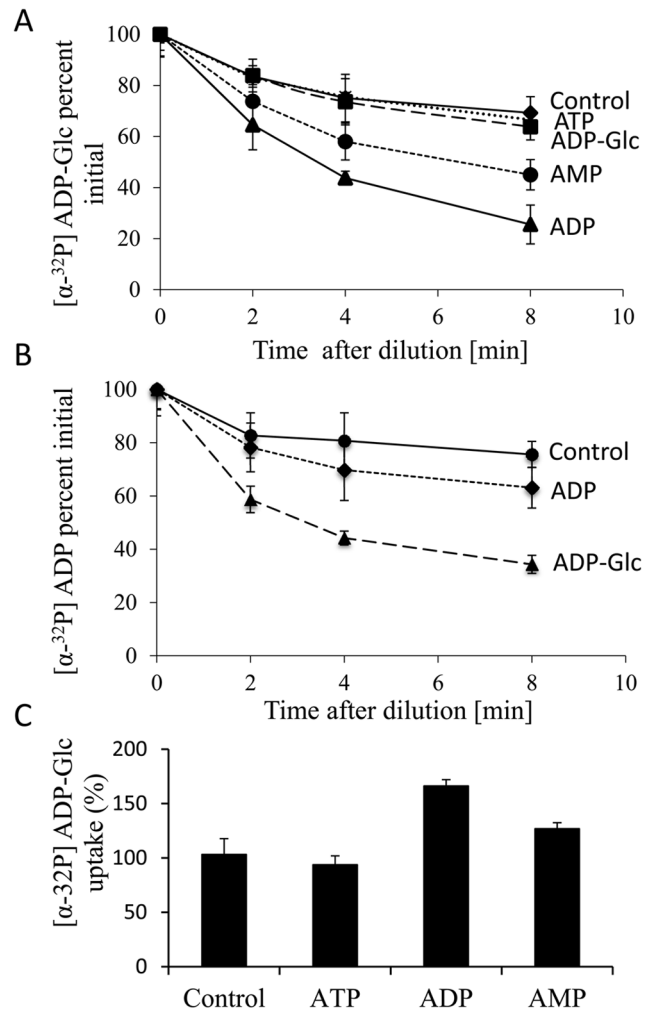 A
[α-³²P] ADP-Glc percent
initial
100
80
60
40
20
0
Control
ATP
ADP-Glc
AMP
ADP
0 2 4 6 8 10
Time after dilution [min]
B
[α-³²P] ADP percent initial
100
80
60
40
20
0
Control
ADP
ADP-Glc
0 2 4 6 8 10
Time after dilution [min]
C
[α-32P] ADP-Glc
uptake (%)
200
150
100
50
0
Control ATP ADP AMP